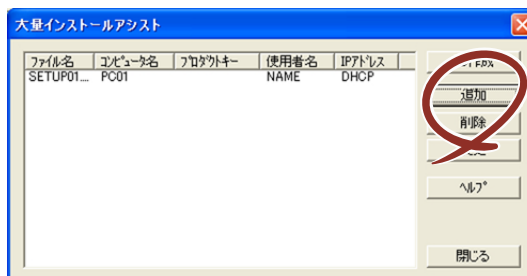 大量インストールアシスト
ファイル名 コンピュータ名 プロダクトキー 使用者名 IPアドレス
SETUP01... PC01 NAME DHCP
追加
削除
ヘルプ
閉じる